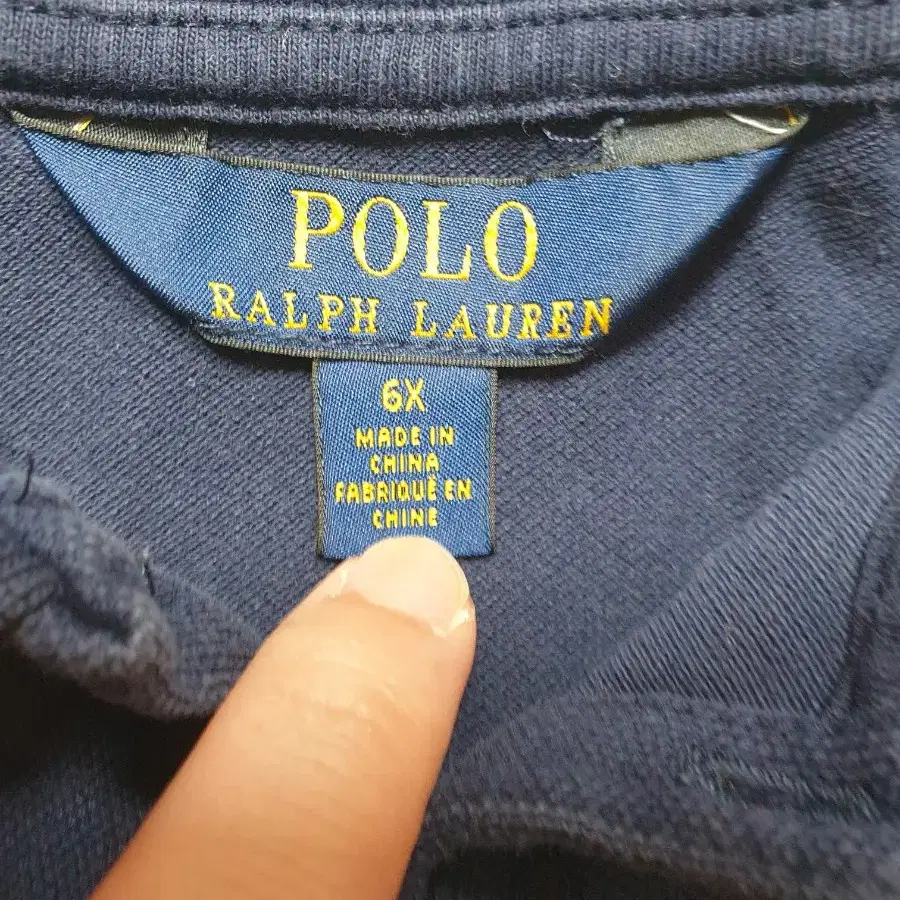 POLO
RALPH LAUREN
6X
MADE IN
CHINA
FABRIQUÉ EN
CHINE